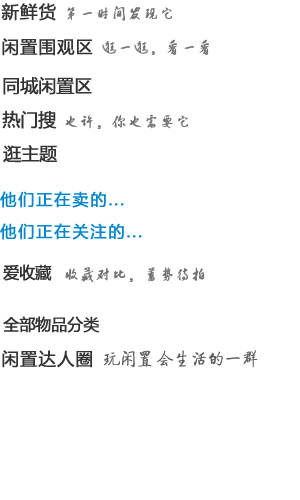 新鲜货 第一时间发现它
闲置围观区 逛一逛，看一看
同城闲置区
热门搜 也许，你也需要它
逛主题
他们正在卖的...
他们正在关注的...
爱收藏 收藏对比，蓄势待拍
全部物品分类
闲置达人圈 玩闲置会生活的一群